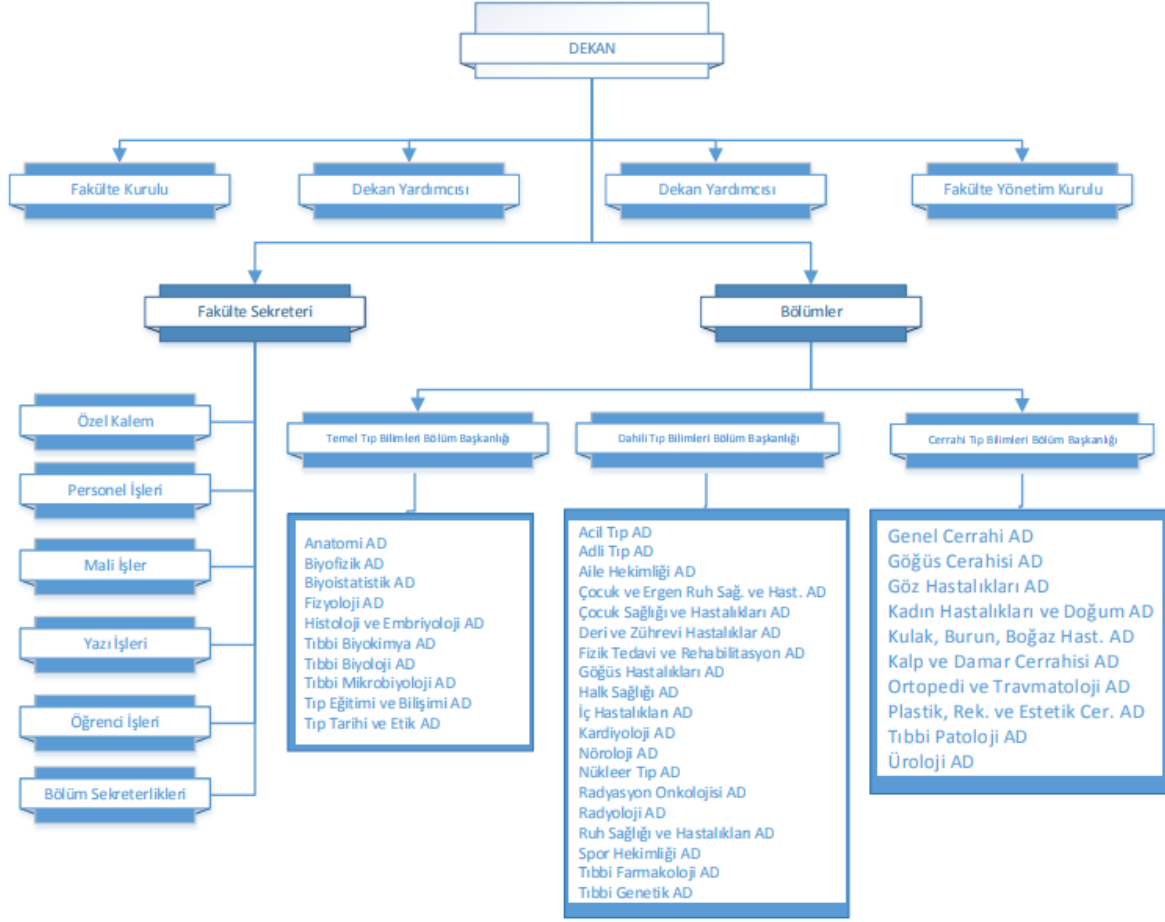 DEKAN
Fakülte Kurulu
Dekan Yardımcısı
Dekan Yardımcısı
Fakülte Yönetim Kurulu
Fakülte Sekreteri
Bölümler
Özel Kalem
Personel İşleri
Mali İşler
Yazı İşleri
Öğrenci İşleri
Bölüm Sekreterlikleri
Temel Tıp Bilimleri Bölüm Başkanlığı
Anatomi AD
Biyofizik AD
Biyoistatistik AD
Fizyoloji AD
Histoloji ve Embriyoloji AD
Tıbbi Biyokimya AD
Tıbbi Biyoloji AD
Tıbbi Mikrobiyoloji AD
Tıp Eğitimi ve Bilişimi AD
Tıp Tarihi ve Etik AD
Dahili Tıp Bilimleri Bölüm Başkanlığı
Acil Tıp AD
Adli Tıp AD
Aile Hekimliği AD
Çocuk ve Ergen Ruh Sağ. ve Hast. AD
Çocuk Sağlığı ve Hastalıkları AD
Deri ve Zührevi Hastalıklar AD
Fizik Tedavi ve Rehabilitasyon AD
Göğüs Hastalıkları AD
Halk Sağlığı AD
İç Hastalıkları AD
Kardiyoloji AD
Nöroloji AD
Nükleer Tıp AD
Radyasyon Onkolojisi AD
Radyoloji AD
Ruh Sağlığı ve Hastalıkları AD
Spor Hekimliği AD
Tıbbi Farmakoloji AD
Tıbbi Genetik AD
Cerrahi Tıp Bilimleri Bölüm Başkanlığı
Genel Cerrahi AD
Göğüs Cerahisi AD
Göz Hastalıkları AD
Kadın Hastalıkları ve Doğum AD
Kulak, Burun, Boğaz Hast. AD
Kalp ve Damar Cerrahisi AD
Ortopedi ve Travmatoloji AD
Plastik, Rek. ve Estetik Cer. AD
Tıbbi Patoloji AD
Üroloji AD